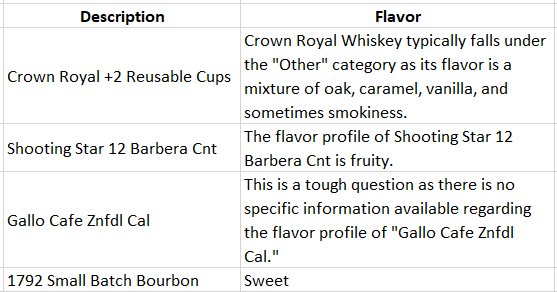 Description Flavor
Crown Royal +2 Reusable Cups
Crown Royal Whiskey typically falls under
the "Other" category as its flavor is a
mixture of oak, caramel, vanilla, and
sometimes smokiness.
Shooting Star 12 Barbera Cnt
The flavor profile of Shooting Star 12
Barbera Cnt is fruity.
Gallo Cafe Znfdl Cal
This is a tough question as there is no
specific information available regarding
the flavor profile of "Gallo Cafe Znfdl
Cal."
1792 Small Batch Bourbon Sweet